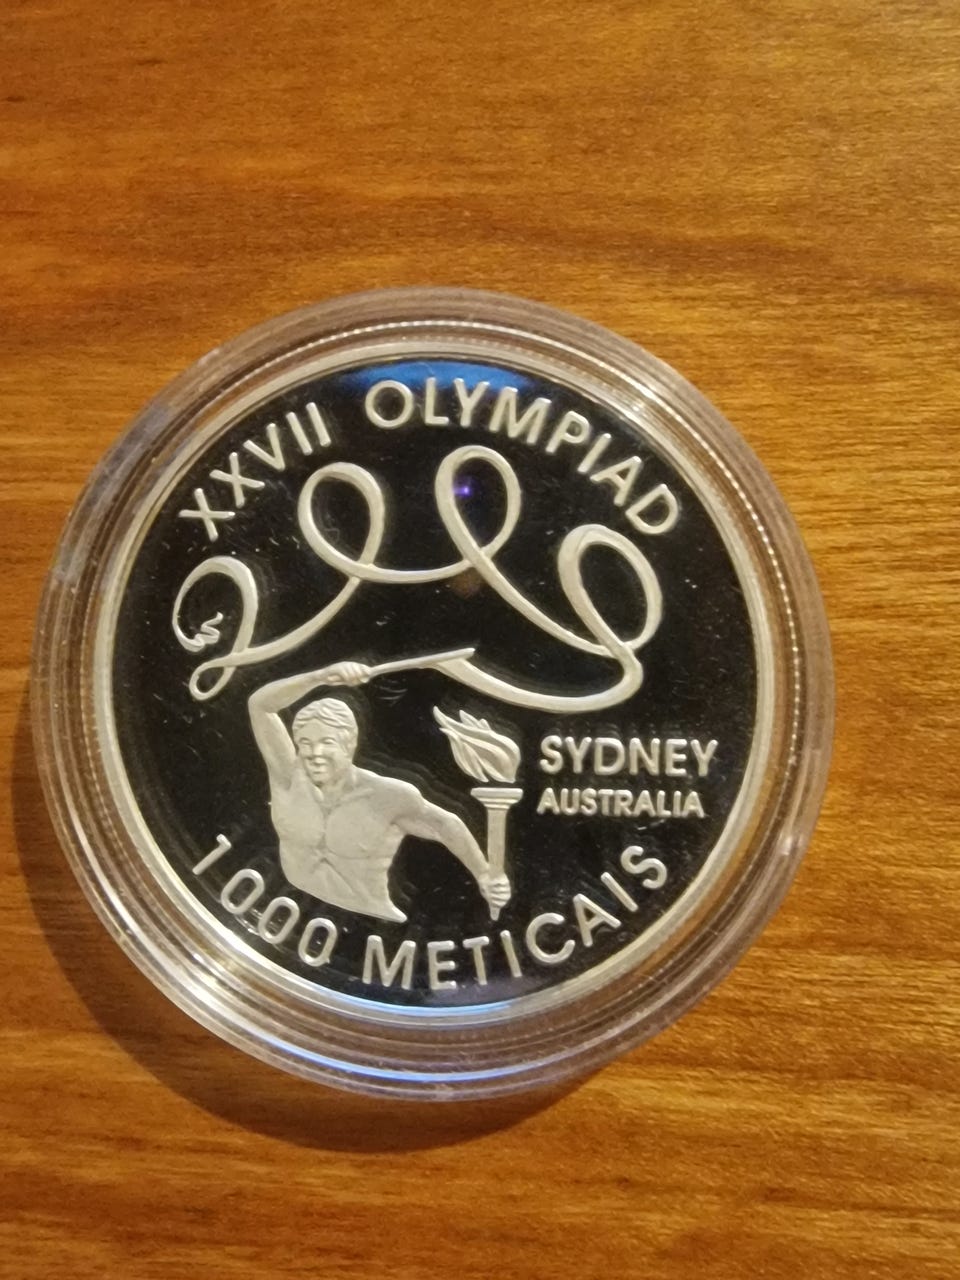 XXVII OLYMPIAD
SYDNEY
AUSTRALIA
1000 METICAIS